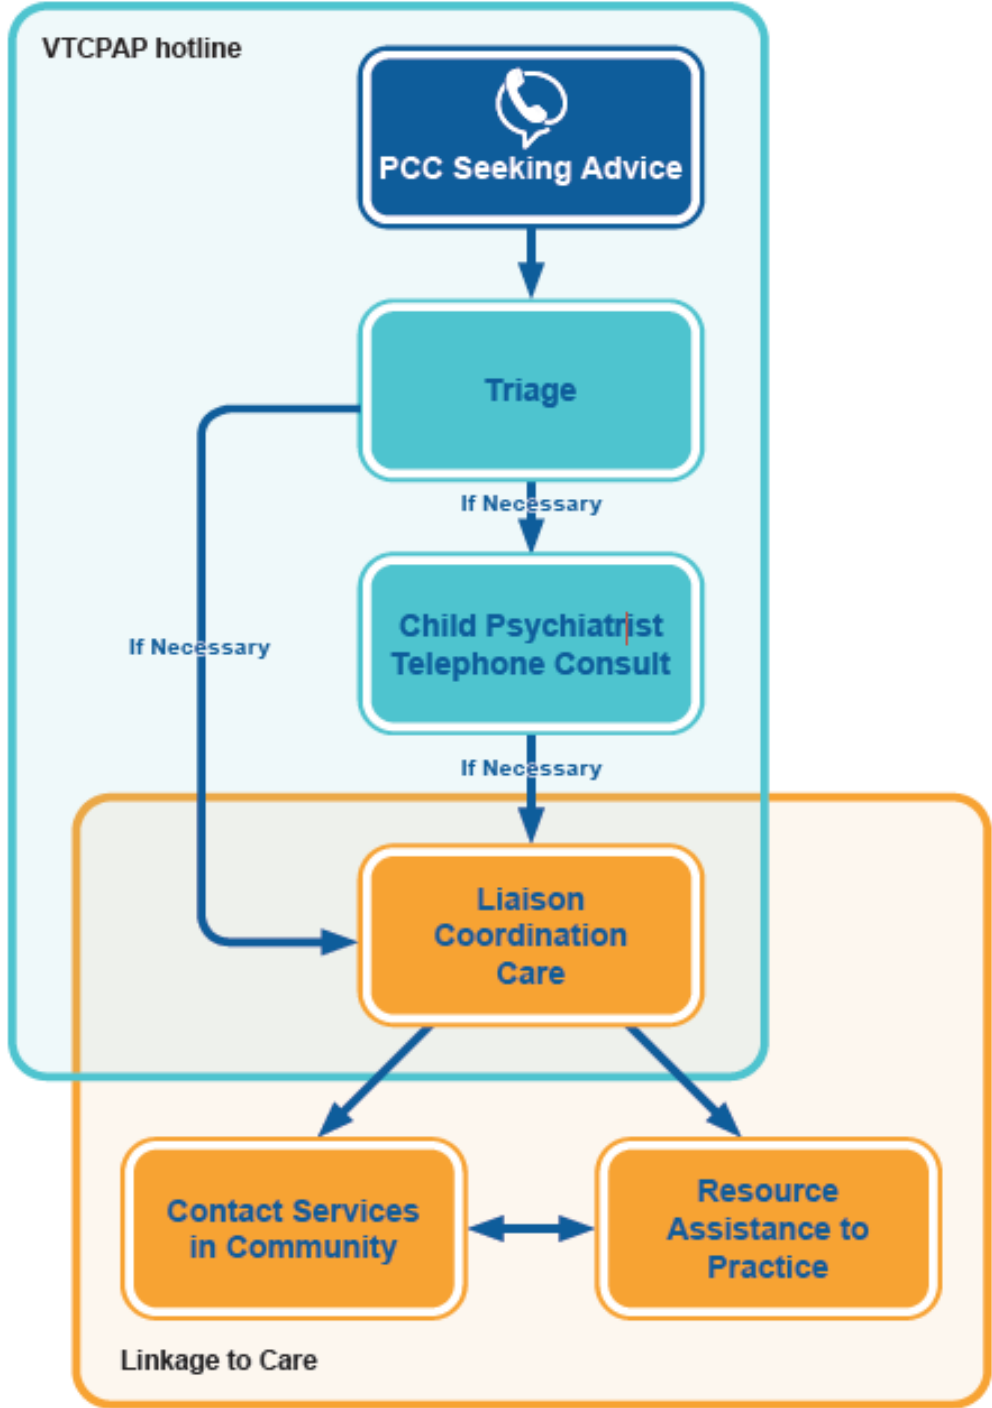 VTCPAP hotline
PCC Seeking Advice
Triage
If Necessary
Child Psychiatrist
Telephone Consult
If Necessary
If Necessary
Liaison
Coordination
Care
Contact Services
in Community
Resource
Assistance to
Practice
Linkage to Care